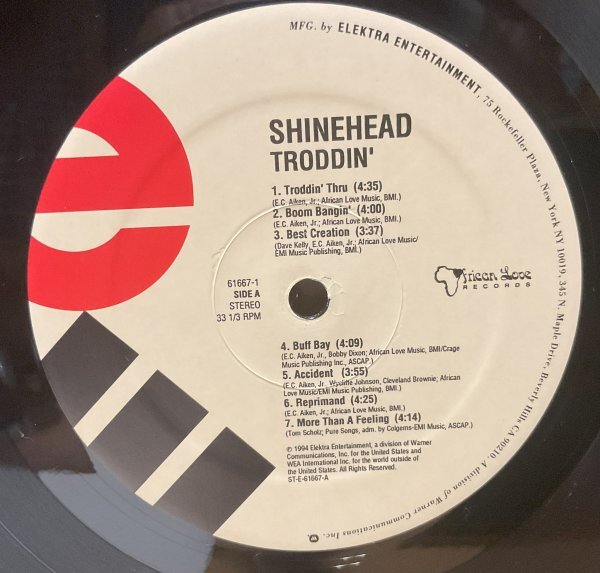 MFG. by ELEKTRA ENTERTAINMENT, 75 Rockefeller Plaza, New York NY 10019, 345 N. Maple Drive, Beverly Hills CA 90210. A division of Warner Communications Inc.
SHINEHEAD
TRODDIN'
1. Troddin' Thru (4:35)
(E.C. Aiken, Jr.; African Love Music, BMI.)
2. Boom Bangin' (4:00)
(E.C. Aiken, Jr.; African Love Music, BMI.)
3. Best Creation (3:37)
(Dave Kelly, E.C. Aiken, Jr.; African Love Music/
EMI Music Publishing, BMI.)
61667-1
SIDE A
STEREO
33 1/3 RPM
African Love
RECORDS
4. Buff Bay (4:09)
(E.C. Aiken, Jr., Bobby Dixon; African Love Music, BMI/Crage
Music Publishing Inc., ASCAP.)
5. Accident (3:55)
(E.C. Aiken, Jr., Wycliffe Johnson, Cleveland Brownie; African
Love Music/EMI Music Publishing, BMI.)
6. Reprimand (4:25)
(E.C. Aiken, Jr.; African Love Music, BMI.)
7. More Than A Feeling (4:14)
(Tom Scholz; Pure Songs, adm. by Colgems-EMI Music, ASCAP.)
℗ 1994 Elektra Entertainment, a division of Warner
Communications, Inc. for the United States and
WEA International Inc. for the world outside of
the United States. All Rights Reserved.
ST-E-61667-A